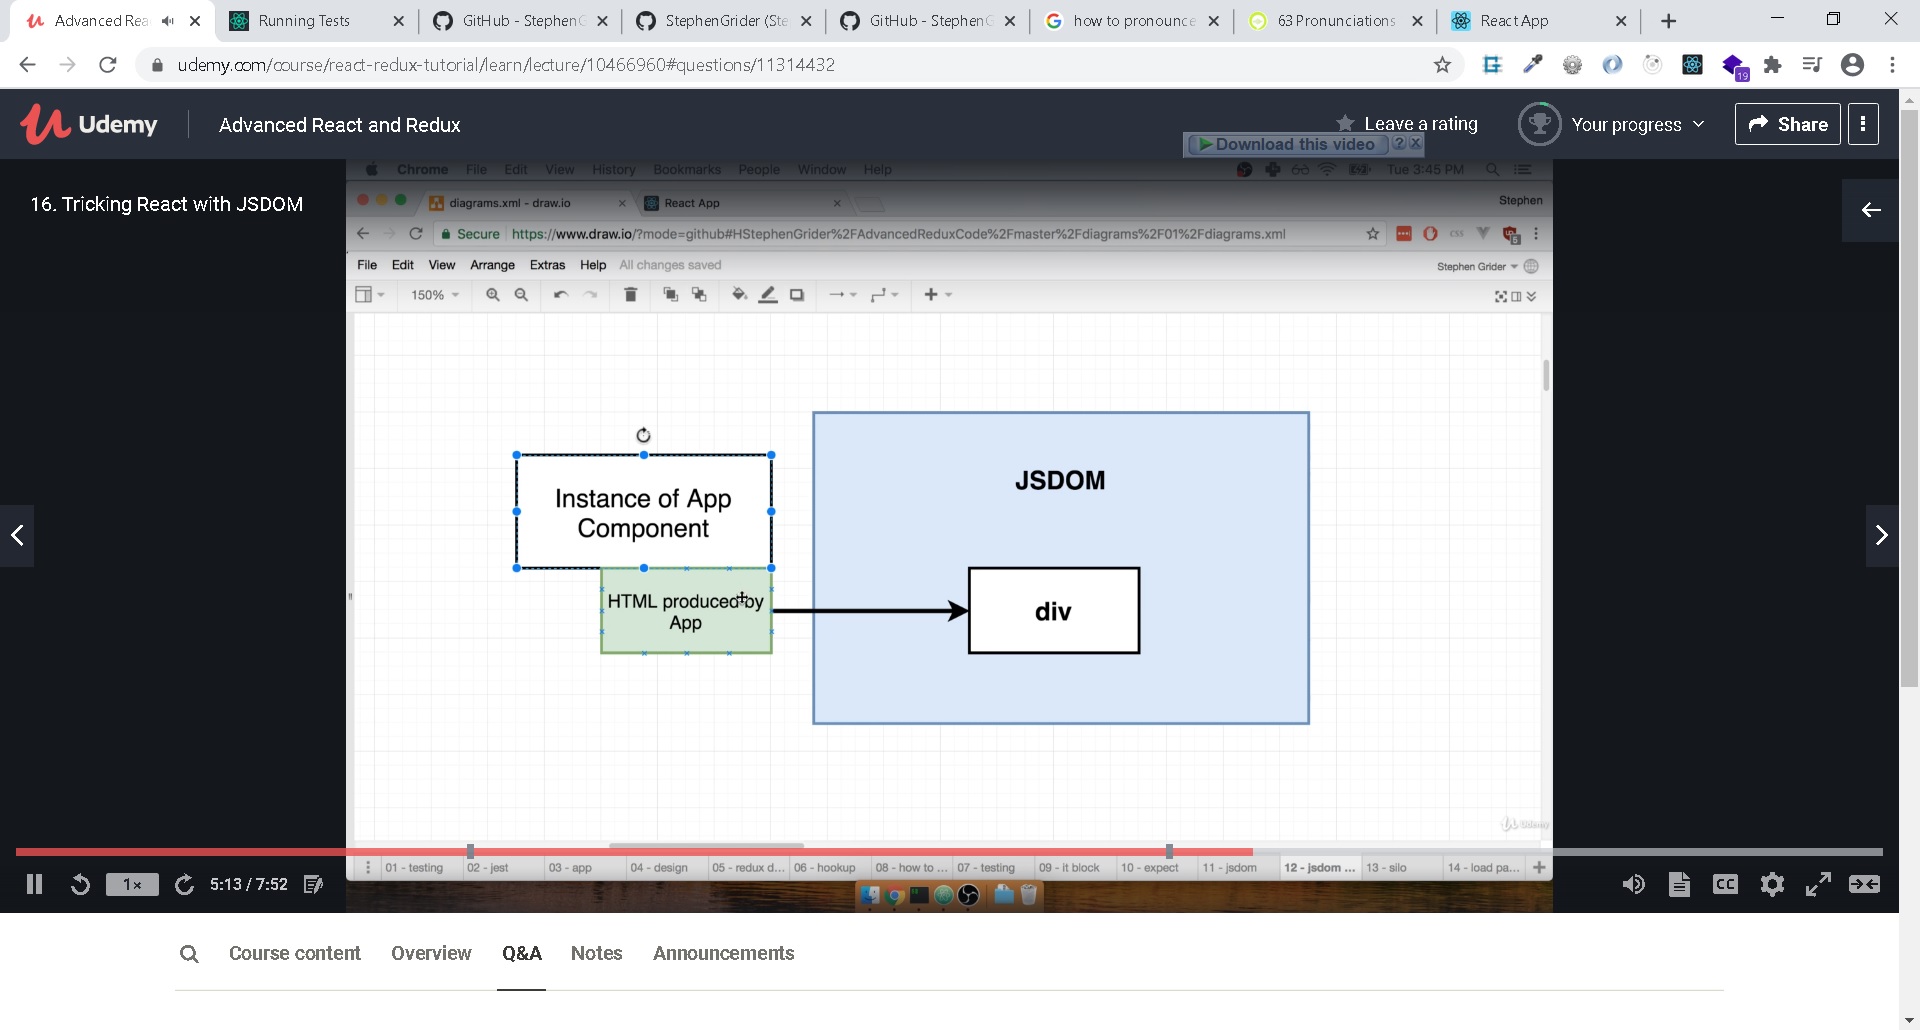 Advanced Rea
Running Tests
GitHub - StephenG
StephenGrider (Ste
GitHub - StephenG
how to pronounce
63 Pronunciations
React App
udemy.com/course/react-redux-tutorial/learn/lecture/10466960#questions/11314432
19
Udemy
Advanced React and Redux
Leave a rating
Your progress
Share
Download this video
16. Tricking React with JSDOM
Chrome File Edit View History Bookmarks People Window Help
Tue 3:45 PM
diagrams.xml - draw.io
React App
Stephen
Secure https://www.draw.io/?mode=github#HStephenGrider%2FAdvancedReduxCode%2Fmaster%2Fdiagrams%2F01%2Fdiagrams.xml
CSS
5
File Edit View Arrange Extras Help All changes saved
Stephen Grider
150%
JSDOM
Instance of App
Component
HTML produced by
App
div
Udemy
01 - testing
02 - jest
03 - app
04 - design
05 - redux d...
06 - hookup
08 - how to ...
07 - testing
09 - it block
10 - expect
11 - jsdom
12 - jsdom ...
13 - silo
14 - load pa...
1x
5:13 / 7:52
CC
Course content
Overview
Q&A
Notes
Announcements